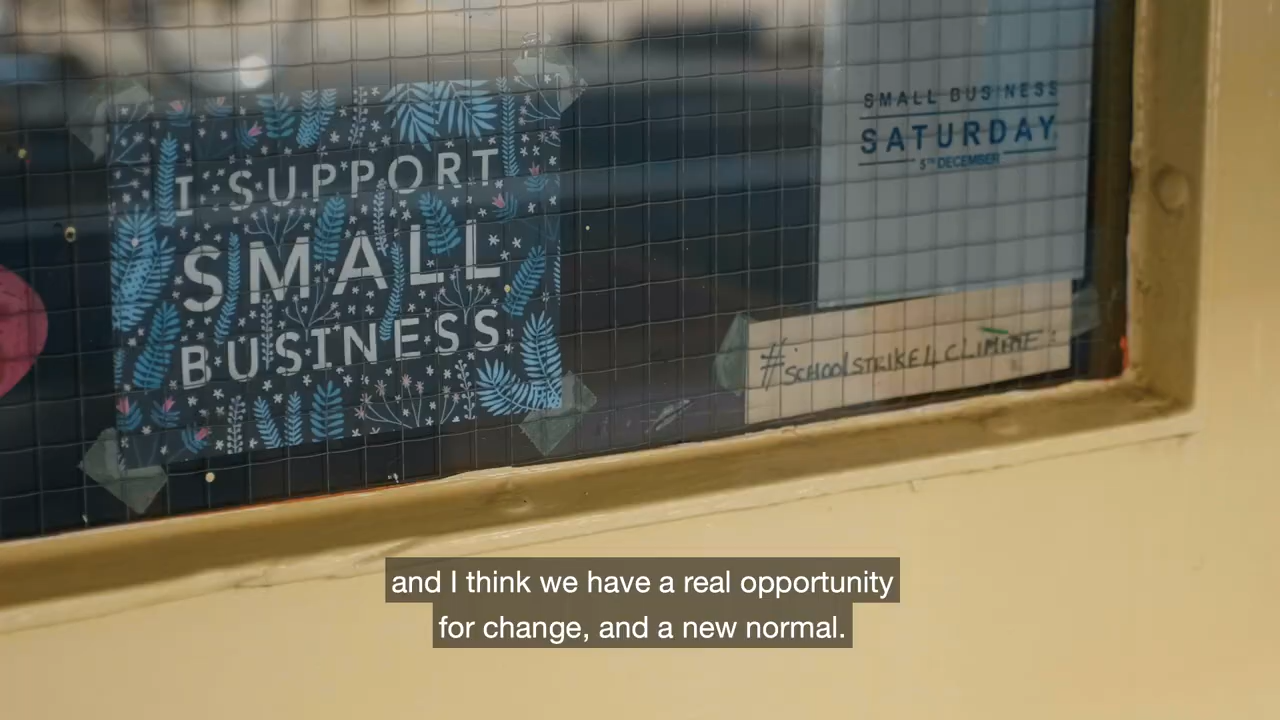 I SUPPORT
SMALL
BUSINESS
SMALL BUSINESS
SATURDAY
5TH DECEMBER
#SCHOOLSTRIKE4CLIMATE
and I think we have a real opportunity
for change, and a new normal.